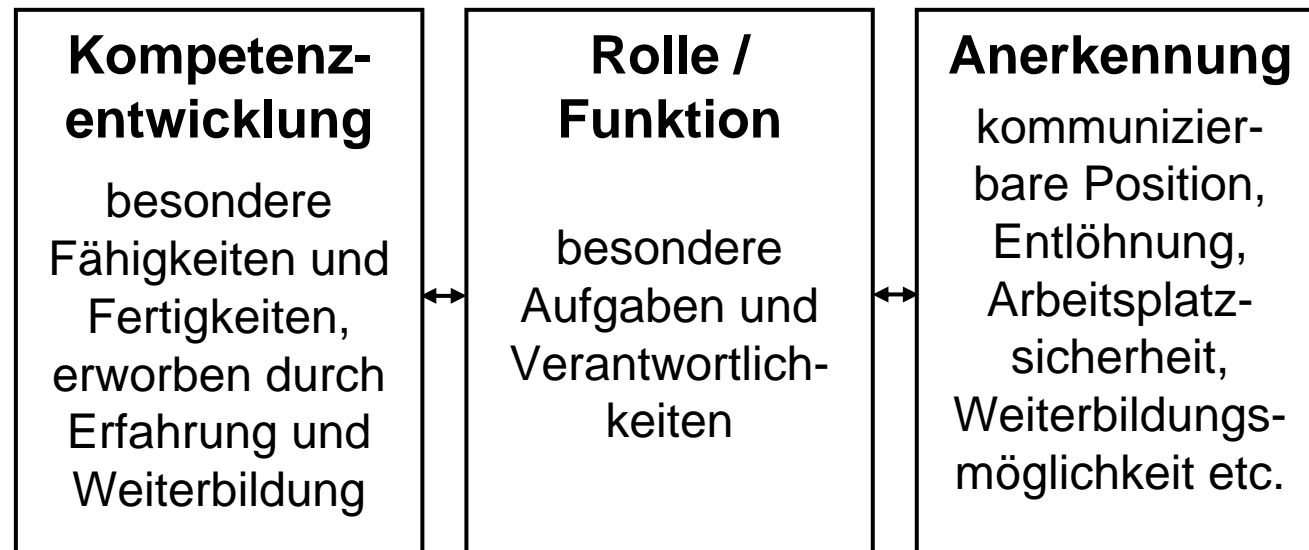 Kompetenz-
entwicklung
besondere
Fähigkeiten und
Fertigkeiten,
erworben durch
Erfahrung und
Weiterbildung
Rolle /
Funktion
besondere
Aufgaben und
Verantwortlich-
keiten
Anerkennung
kommunizier-
bare Position,
Entlöhnung,
Arbeitsplatz-
sicherheit,
Weiterbildungs-
möglichkeit etc.